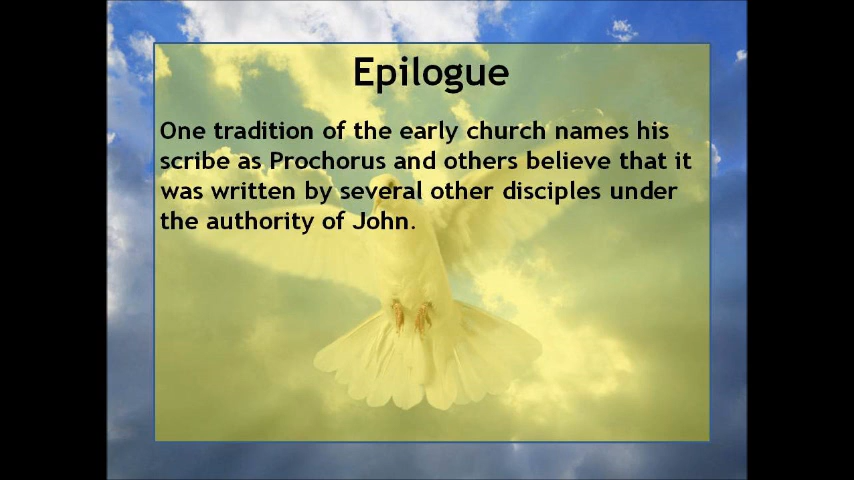 Epilogue
One tradition of the early church names his
scribe as Prochorus and others believe that it
was written by several other disciples under
the authority of John.